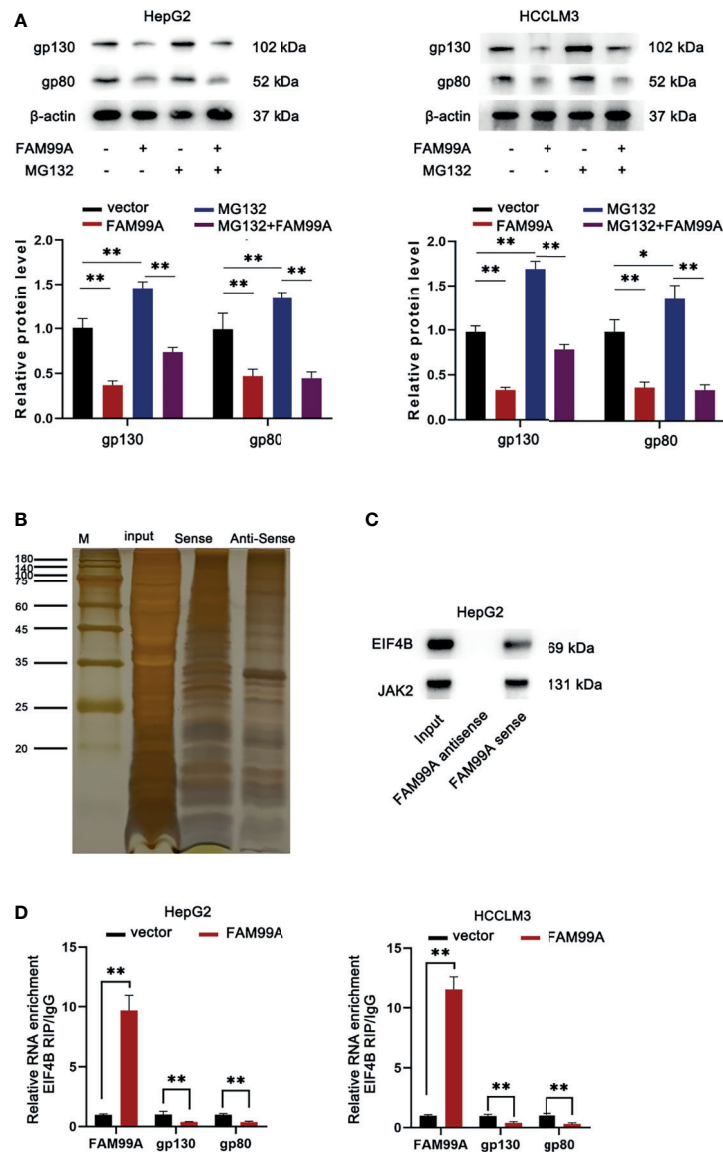 A
HepG2
gp130 102 kDa
gp80 52 kDa
β-actin 37 kDa
FAM99A - + - +
MG132 - - + +
vector MG132
FAM99A MG132+FAM99A
Relative protein level
2.0
1.5
1.0
0.5
0.0
** ** ** ** ** **
gp130 gp80
HCCLM3
gp130 102 kDa
gp80 52 kDa
β-actin 37 kDa
FAM99A - + - +
MG132 - - + +
vector MG132
FAM99A MG132+FAM99A
Relative protein level
2.0
1.5
1.0
0.5
0.0
** ** ** * ** **
gp130 gp80
B
M input Sense Anti-Sense
180
140
100
75
60
45
35
25
20
C
HepG2
EIF4B 69 kDa
JAK2 131 kDa
Input
FAM99A antisense
FAM99A sense
D
HepG2
vector FAM99A
Relative RNA enrichment
EIF4B RIP/IgG
15
10
5
0
** ** **
FAM99A gp130 gp80
HCCLM3
vector FAM99A
Relative RNA enrichment
EIF4B RIP/IgG
15
10
5
0
** ** **
FAM99A gp130 gp80